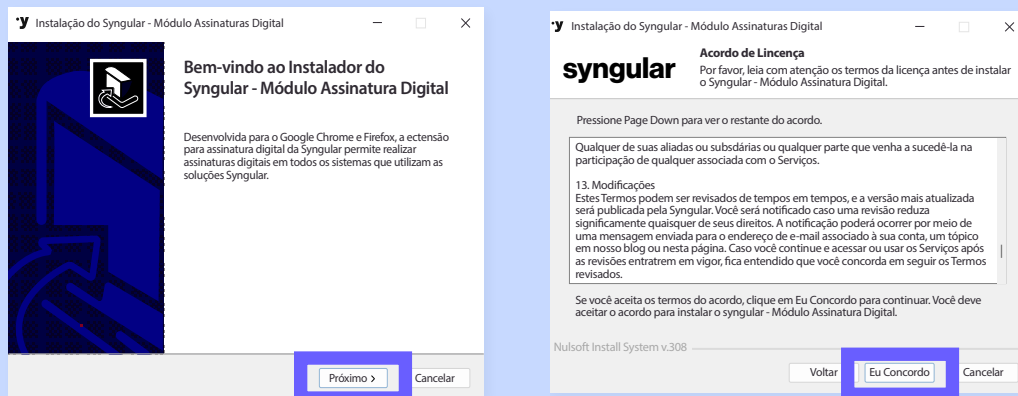 Instalação do Syngular - Módulo Assinaturas Digital
Bem-vindo ao Instalador do
Syngular - Módulo Assinatura Digital
Desenvolvida para o Google Chrome e Firefox, a ectensão
para assinatura digital da Syngular permite realizar
assinaturas digitais em todos os sistemas que utilizam as
soluções Syngular.
Próximo >
Cancelar
Instalação do Syngular - Módulo Assinaturas Digital
syngular
Acordo de Lincença
Por favor, leia com atenção os termos da licença antes de instalar
o Syngular - Módulo Assinatura Digital.
Pressione Page Down para ver o restante do acordo.
Qualquer de suas aliadas ou subsdárias ou qualquer parte que venha a sucedê-la na
participação de qualquer associada com o Serviços.
13. Modificações
Estes Termos podem ser revisados de tempos em tempos, e a versão mais atualizada
será publicada pela Syngular. Você será notificado caso uma revisão reduza
significamente quaisquer de seus direitos. A notificação poderá ocorrer por meio de
uma mensagem enviada para o endereço de e-mail associado à sua conta, um tópico
em nosso blog ou nesta página. Caso você continue e acessar ou usar os Serviços após
as revisões entratrem em vigor, fica entendido que você concorda em seguir os Termos
revisados.
Se você aceita os termos do acordo, clique em Eu Concordo para continuar. Você deve
aceitar o acordo para instalar o syngular - Módulo Assinatura Digital.
Nulsoft Install System v.308
Voltar
Eu Concordo
Cancelar